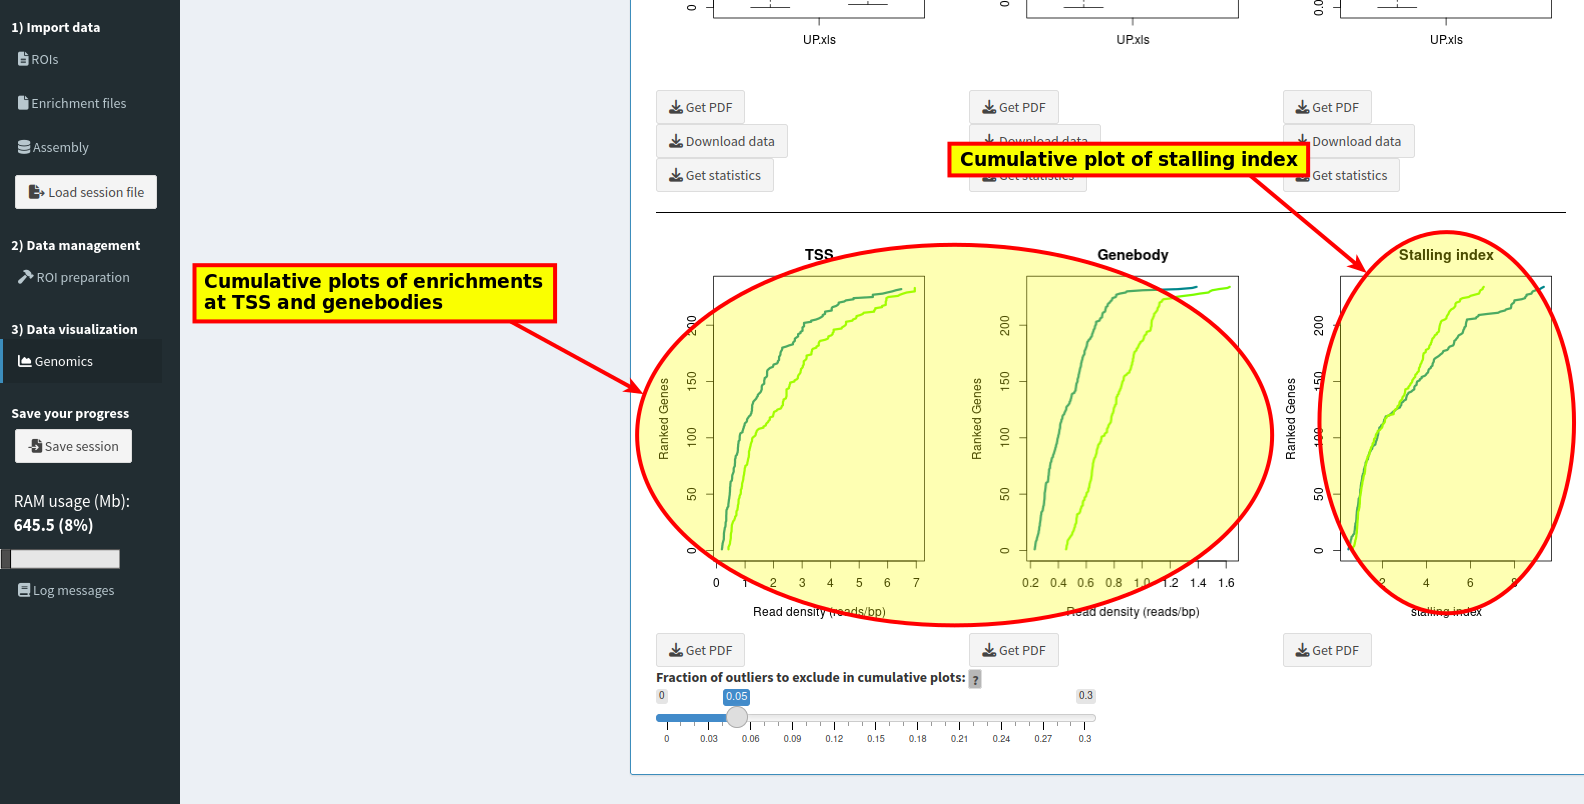 1) Import data
ROIs
Enrichment files
Assembly
Load session file
2) Data management
ROI preparation
3) Data visualization
Genomics
Save your progress
Save session
RAM usage (Mb):
645.5 (8%)
Log messages
0
0
0.0
UP.xls
UP.xls
UP.xls
Get PDF
Get PDF
Get PDF
Download data
Download data
Download data
Get statistics
Get statistics
Get statistics
Cumulative plot of stalling index
Cumulative plots of enrichments
at TSS and genebodies
TSS
Ranked Genes
0 50 100 150 200
0 1 2 3 4 5 6 7
Read density (reads/bp)
Genebody
Ranked Genes
0 50 100 150 200
0.2 0.4 0.6 0.8 1.0 1.2 1.4 1.6
Read density (reads/bp)
Stalling index
Ranked Genes
0 50 100 150 200
2 4 6 8
stalling index
Get PDF
Get PDF
Get PDF
Fraction of outliers to exclude in cumulative plots: ?
0 0.05 0.3
0 0.03 0.06 0.09 0.12 0.15 0.18 0.21 0.24 0.27 0.3